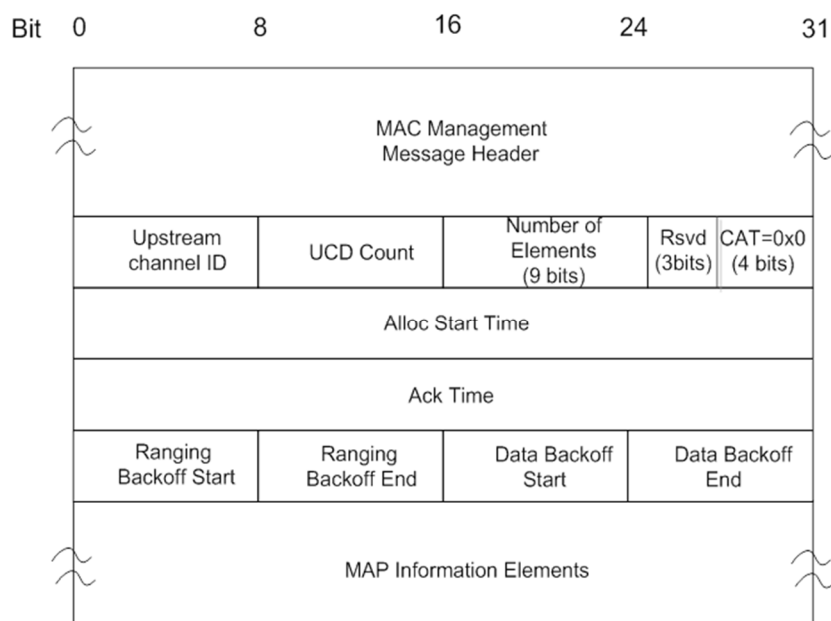 Bit 0 8 16 24 31
MAC Management
Message Header
Upstream
channel ID
UCD Count
Number of
Elements
(9 bits)
Rsvd
(3bits)
CAT=0x0
(4 bits)
Alloc Start Time
Ack Time
Ranging
Backoff Start
Ranging
Backoff End
Data Backoff
Start
Data Backoff
End
MAP Information Elements